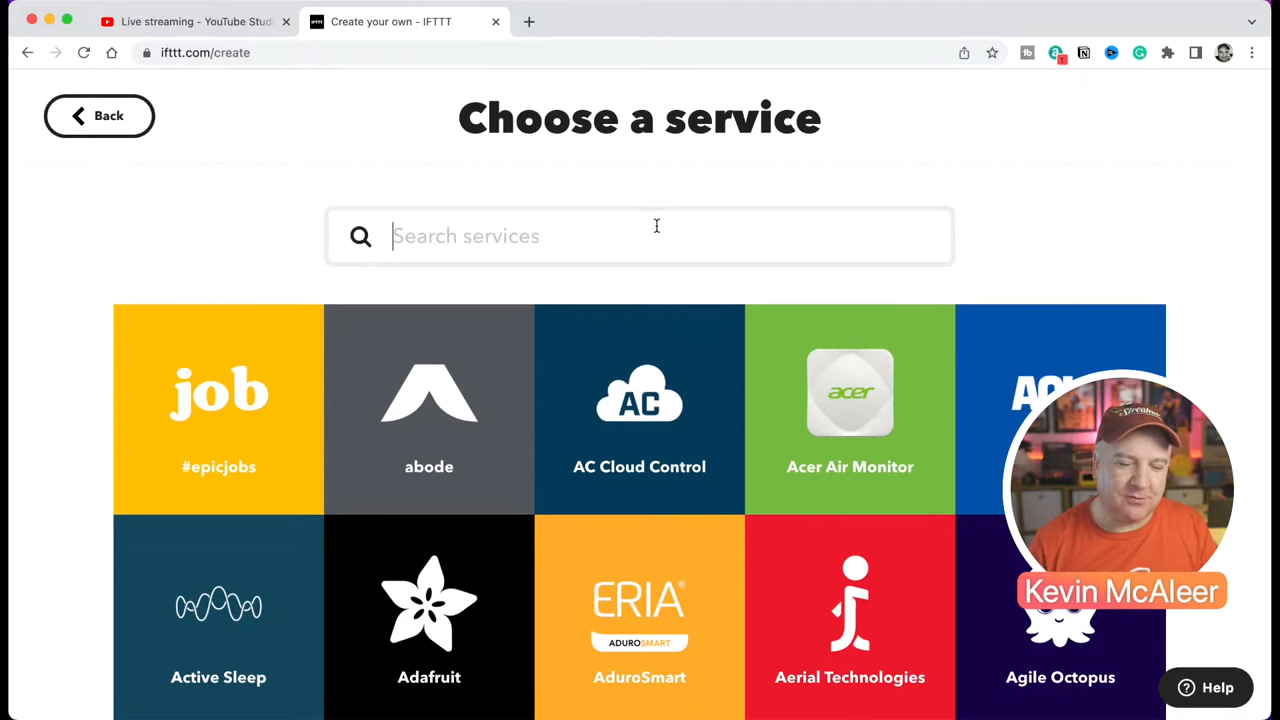 Live streaming - YouTube Studi
Create your own - IFTTT
ifttt.com/create
Back
Choose a service
Search services
job
#epicjobs
abode
AC
AC Cloud Control
acer
Acer Air Monitor
Active Sleep
Adafruit
ERIA®
ADUROSMART
AduroSmart
Aerial Technologies
Agile Octopus
Kevin McAleer
Help